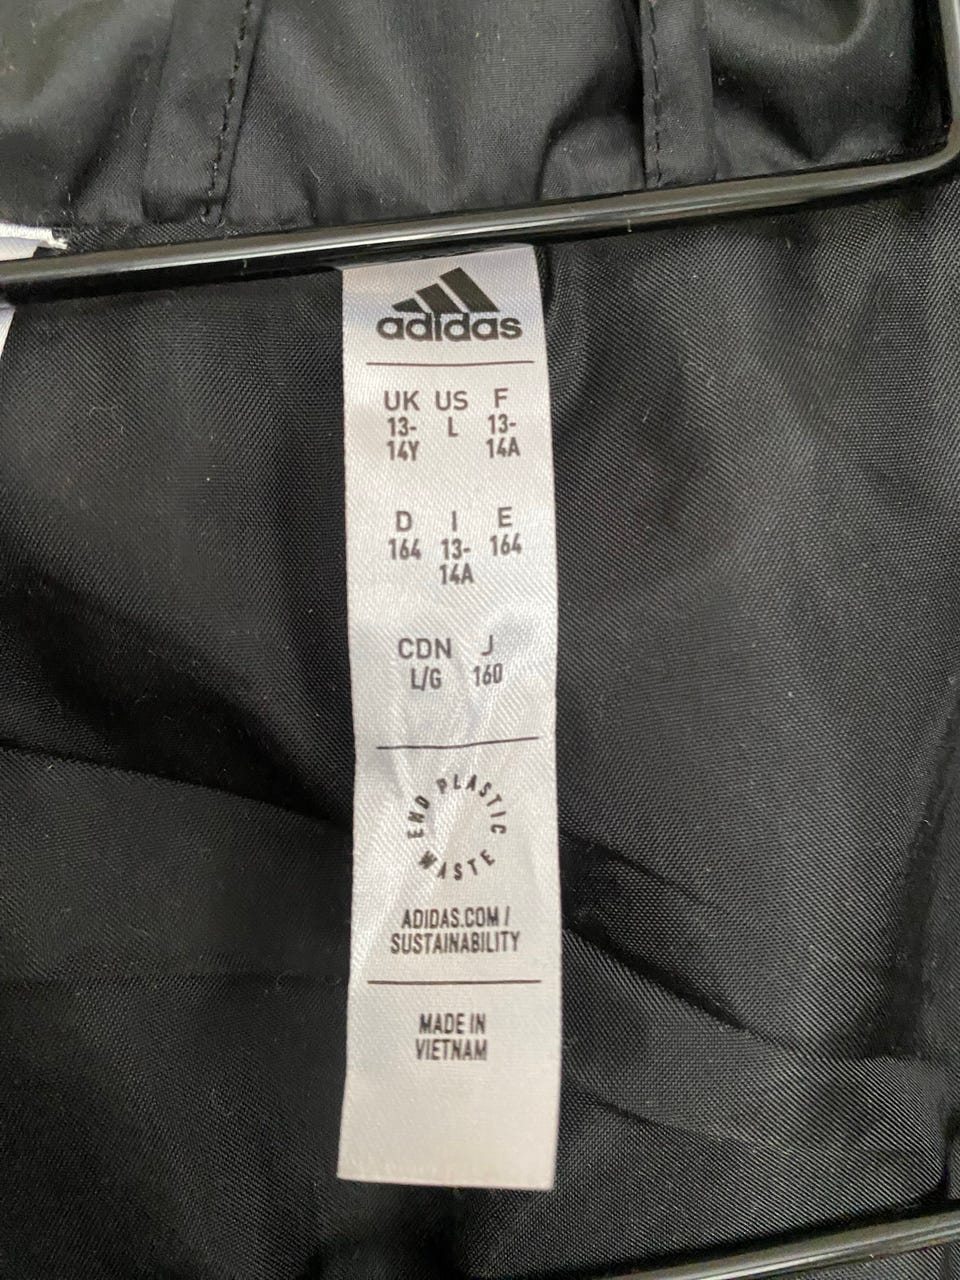 adidas
UK US F
13- L 13-
14Y 14A
D I E
164 13- 164
14A
CDN J
L/G 160
END PLASTIC WASTE
ADIDAS.COM /
SUSTAINABILITY
MADE IN
VIETNAM